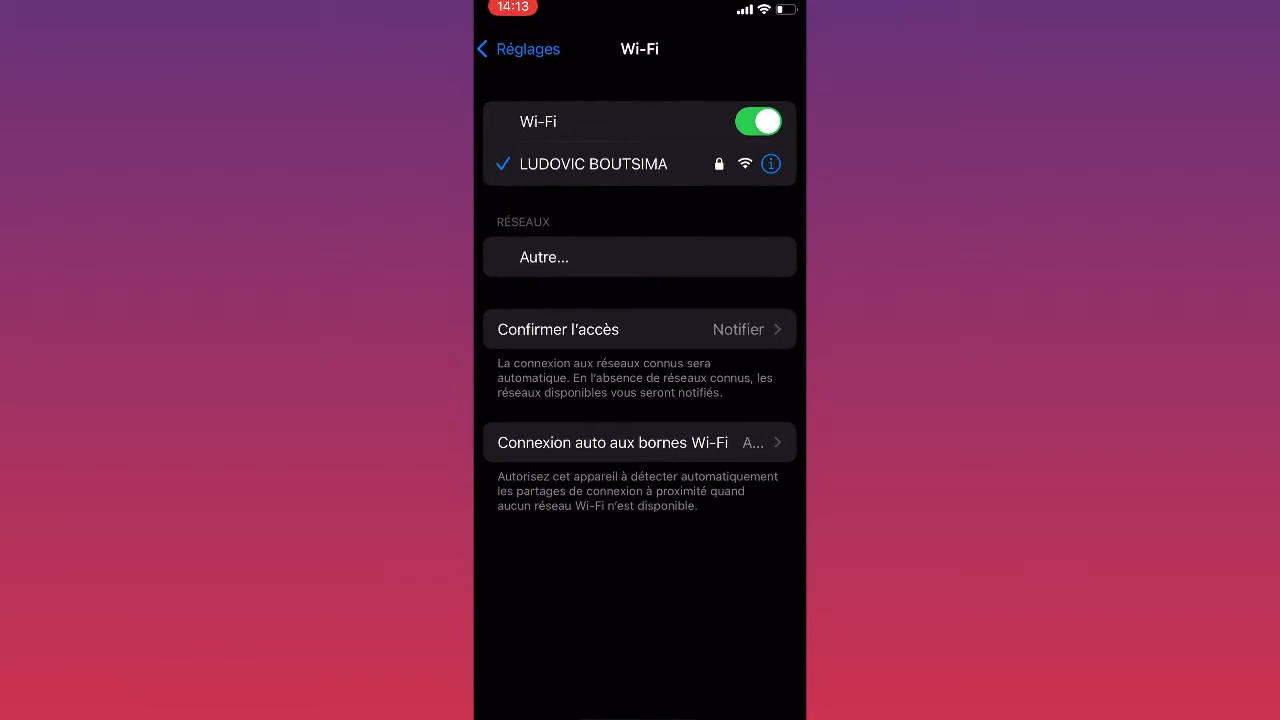 14:13
Réglages
Wi-Fi
Wi-Fi
LUDOVIC BOUTSIMA
RÉSEAUX
Autre...
Confirmer l’accès Notifier
La connexion aux réseaux connus sera
automatique. En l’absence de réseaux connus, les
réseaux disponibles vous seront notifiés.
Connexion auto aux bornes Wi-Fi A...
Autorisez cet appareil à détecter automatiquement
les partages de connexion à proximité quand
aucun réseau Wi-Fi n’est disponible.